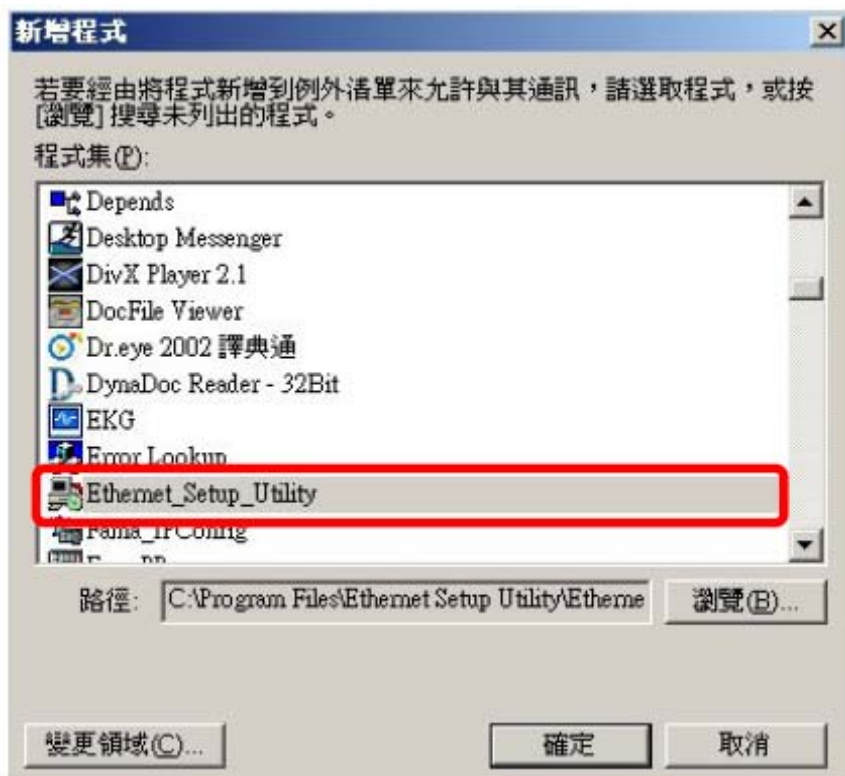 新增程式
若要經由將程式新增到例外清單來允許與其通訊，請選取程式，或按
[瀏覽] 搜尋未列出的程式。
程式集(P):
Depends
Desktop Messenger
DivX Player 2.1
DocFile Viewer
Dr.eye 2002 譯典通
DynaDoc Reader - 32Bit
EKG
Error Lookup
Ethernet_Setup_Utility
Fama_IPConfig
路徑: C:\Program Files\Ethernet Setup Utility\Etherne 瀏覽(B)...
變更領域(C)... 確定 取消